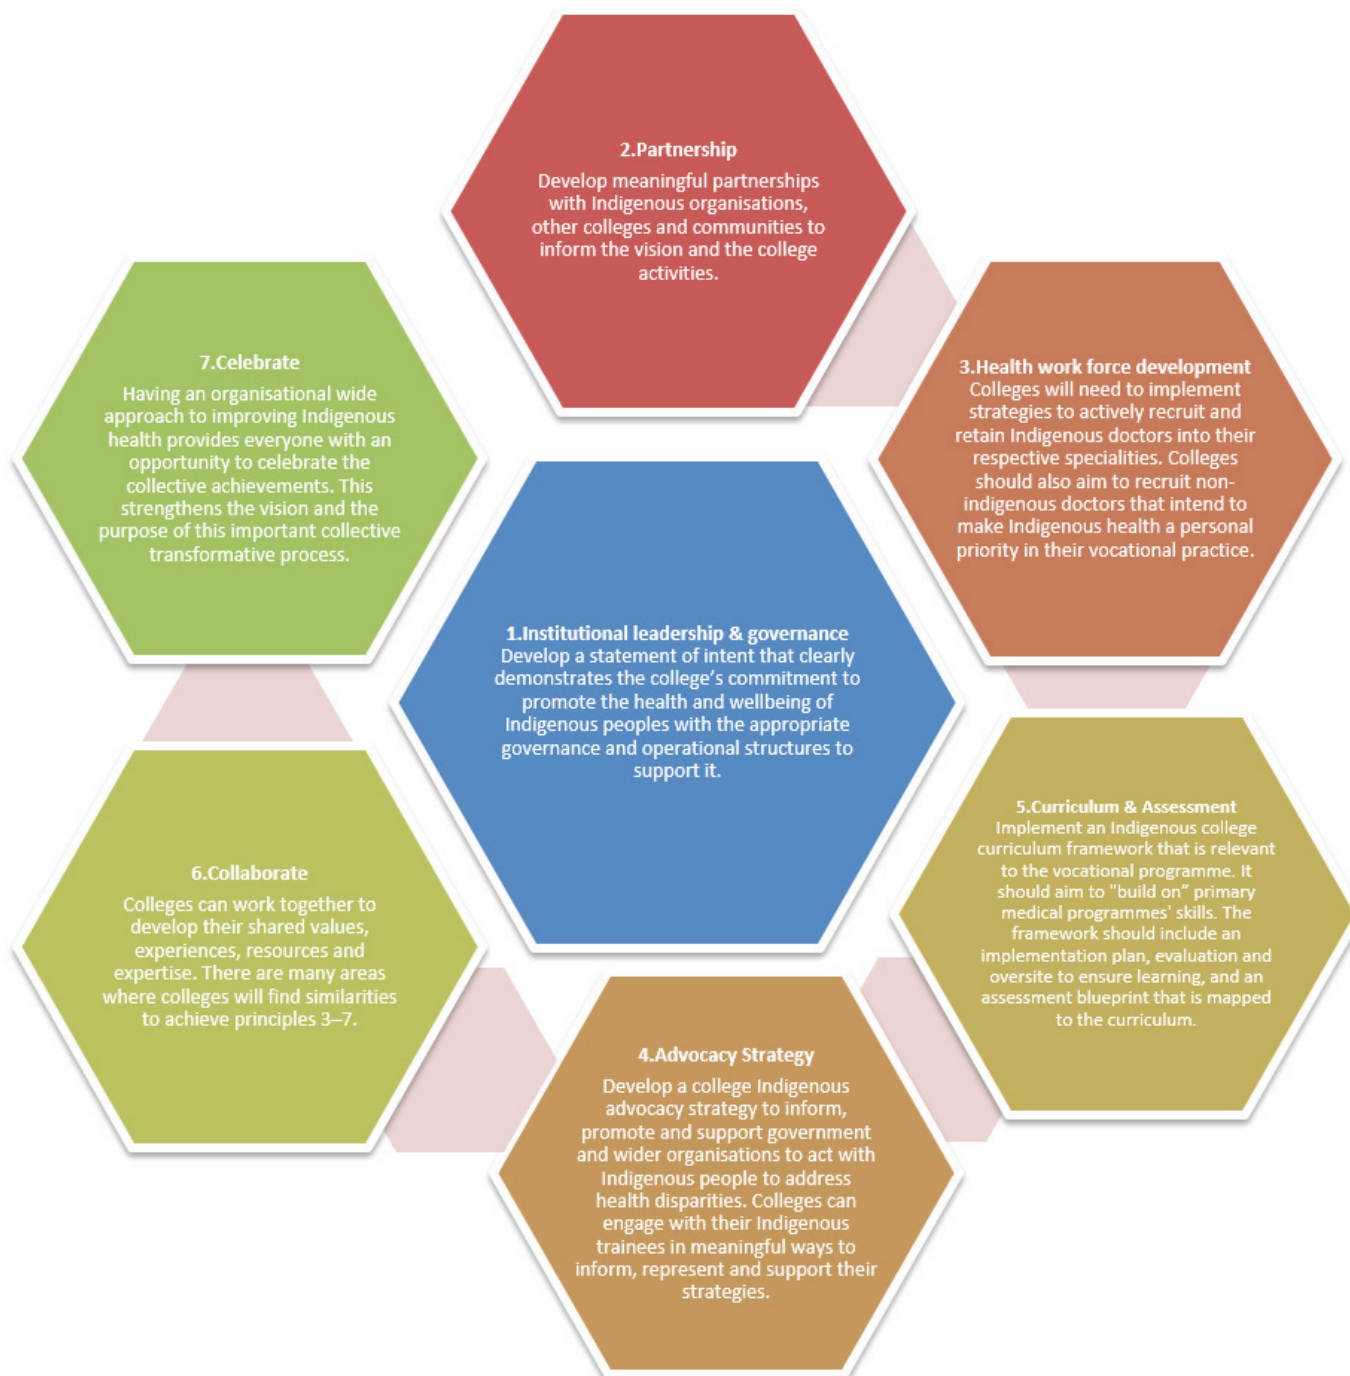 2.Partnership
Develop meaningful partnerships
with Indigenous organisations,
other colleges and communities to
inform the vision and the college
activities.
7.Celebrate
Having an organisational wide
approach to improving Indigenous
health provides everyone with an
opportunity to celebrate the
collective achievements. This
strengthens the vision and the
purpose of this important collective
transformative process.
3.Health work force development
Colleges will need to implement
strategies to actively recruit and
retain Indigenous doctors into their
respective specialities. Colleges
should also aim to recruit non-
indigenous doctors that intend to
make Indigenous health a personal
priority in their vocational practice.
1.Institutional leadership & governance
Develop a statement of intent that clearly
demonstrates the college’s commitment to
promote the health and wellbeing of
Indigenous peoples with the appropriate
governance and operational structures to
support it.
5.Curriculum & Assessment
Implement an Indigenous college
curriculum framework that is relevant
to the vocational programme. It
should aim to "build on” primary
medical programmes' skills. The
framework should include an
implementation plan, evaluation and
oversite to ensure learning, and an
assessment blueprint that is mapped
to the curriculum.
6.Collaborate
Colleges can work together to
develop their shared values,
experiences, resources and
expertise. There are many areas
where colleges will find similarities
to achieve principles 3–7.
4.Advocacy Strategy
Develop a college Indigenous
advocacy strategy to inform,
promote and support government
and wider organisations to act with
Indigenous people to address
health disparities. Colleges can
engage with their Indigenous
trainees in meaningful ways to
inform, represent and support their
strategies.